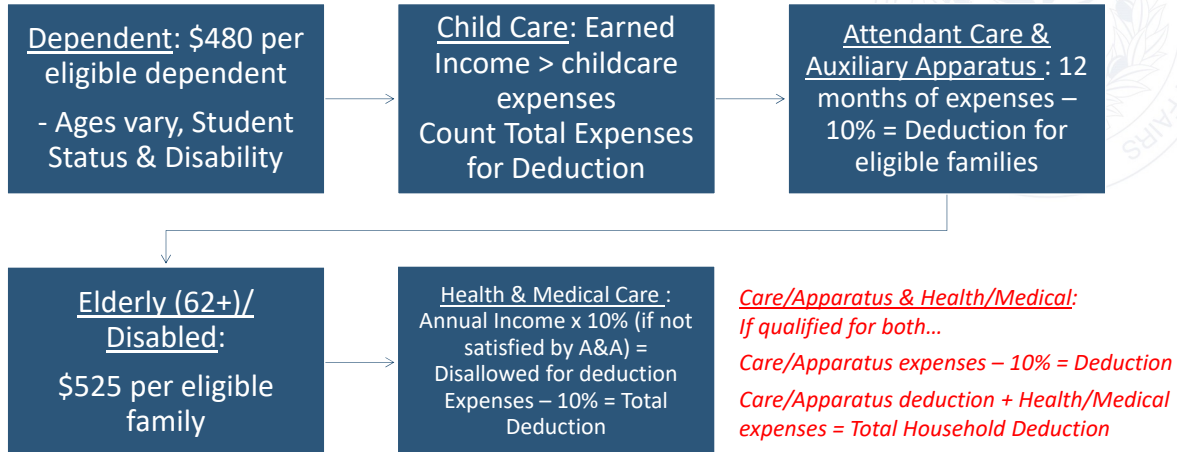 Dependent: $480 per
eligible dependent
- Ages vary, Student
Status & Disability
Child Care: Earned
Income > childcare
expenses
Count Total Expenses
for Deduction
Attendant Care &
Auxiliary Apparatus : 12
months of expenses –
10% = Deduction for
eligible families
Elderly (62+)/
Disabled:
$525 per eligible
family
Health & Medical Care :
Annual Income x 10% (if not
satisfied by A&A) =
Disallowed for deduction
Expenses – 10% = Total
Deduction
Care/Apparatus & Health/Medical:
If qualified for both…
Care/Apparatus expenses – 10% = Deduction
Care/Apparatus deduction + Health/Medical
expenses = Total Household Deduction